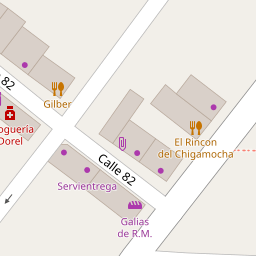 82
Gilber
oguería
Dorel
El Rincon
del Chigamocha
Calle 82
Servientrega
Galias
de R.M.